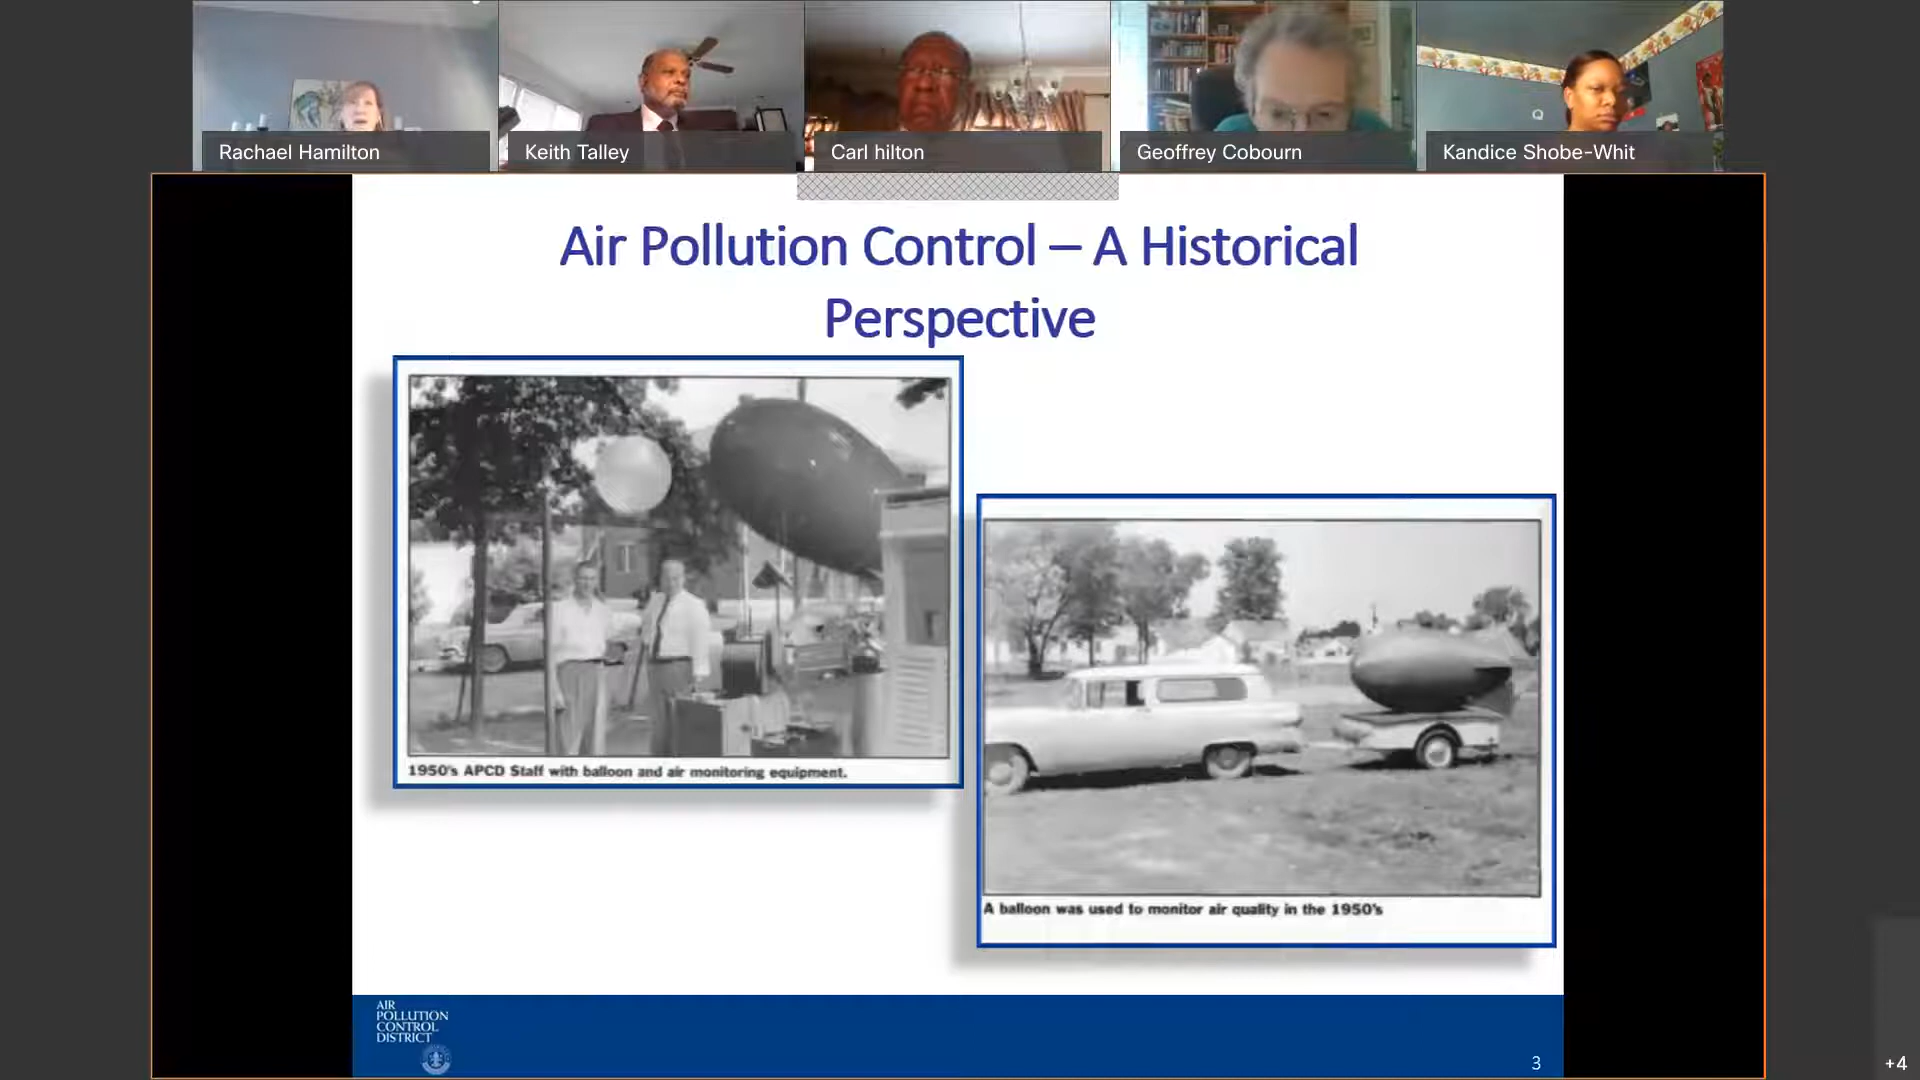 Rachael Hamilton
Keith Talley
Carl hilton
Geoffrey Cobourn
Kandice Shobe-Whit
Air Pollution Control – A Historical
Perspective
1950's APCD Staff with balloon and air monitoring equipment.
A balloon was used to monitor air quality in the 1950's
AIR
POLLUTION
CONTROL
DISTRICT
3
+4